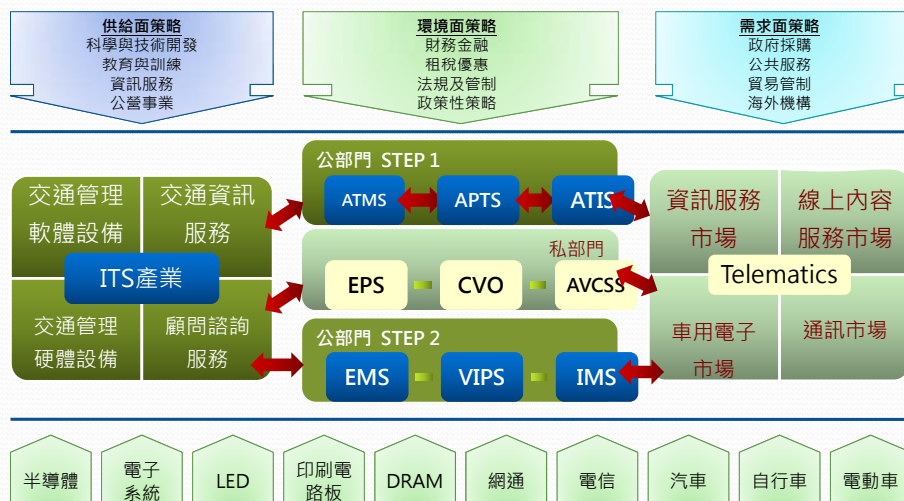 供給面策略
科學與技術開發
教育與訓練
資訊服務
公營事業
環境面策略
財務金融
租稅優惠
法規及管制
政策性策略
需求面策略
政府採購
公共服務
貿易管制
海外機構
交通管理
軟體設備
交通資訊
服務
ITS產業
交通管理
硬體設備
顧問諮詢
服務
公部門 STEP 1
ATMS
APTS
ATIS
私部門
EPS
CVO
AVCSS
公部門 STEP 2
EMS
VIPS
IMS
資訊服務
市場
線上內容
服務市場
Telematics
車用電子
市場
通訊市場
半導體
電子
系統
LED
印刷電
路板
DRAM
網通
電信
汽車
自行車
電動車